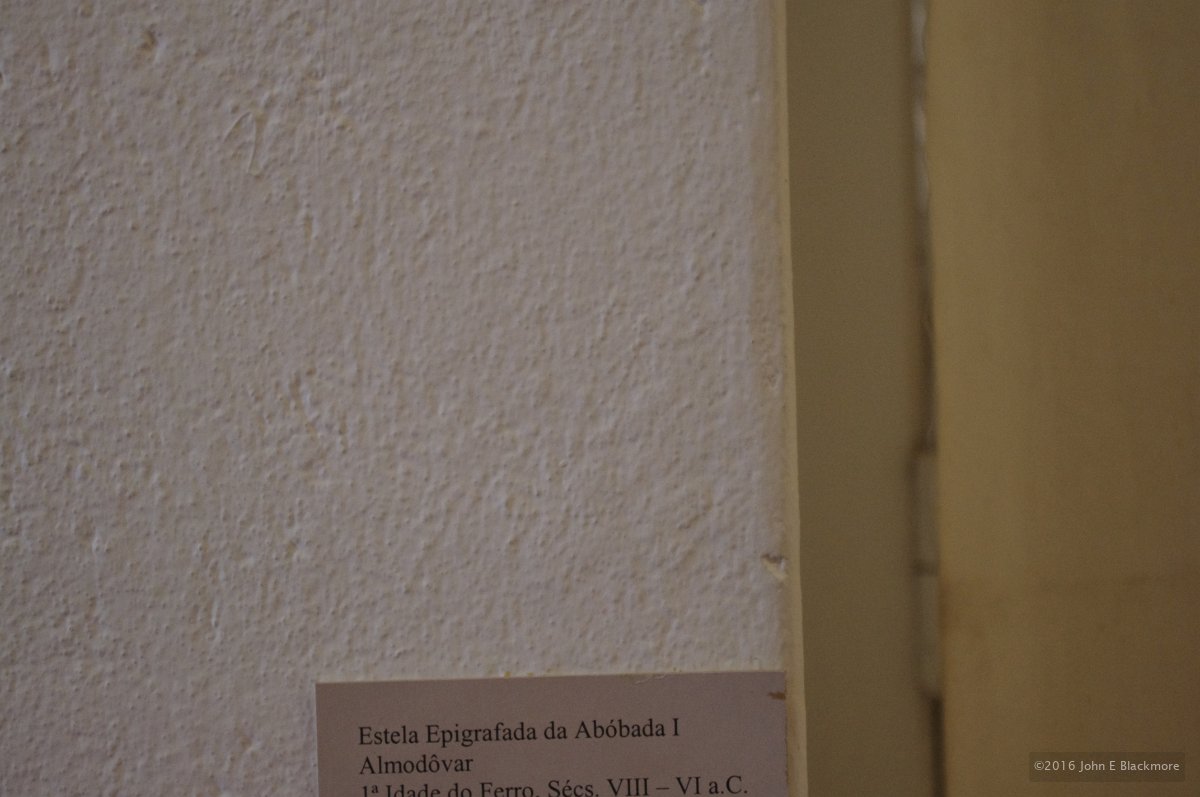 Estela Epigrafada da Abóbada I
Almodôvar
1ª Idade do Ferro, Sécs. VIII – VI a.C.
©2016 John E Blackmore